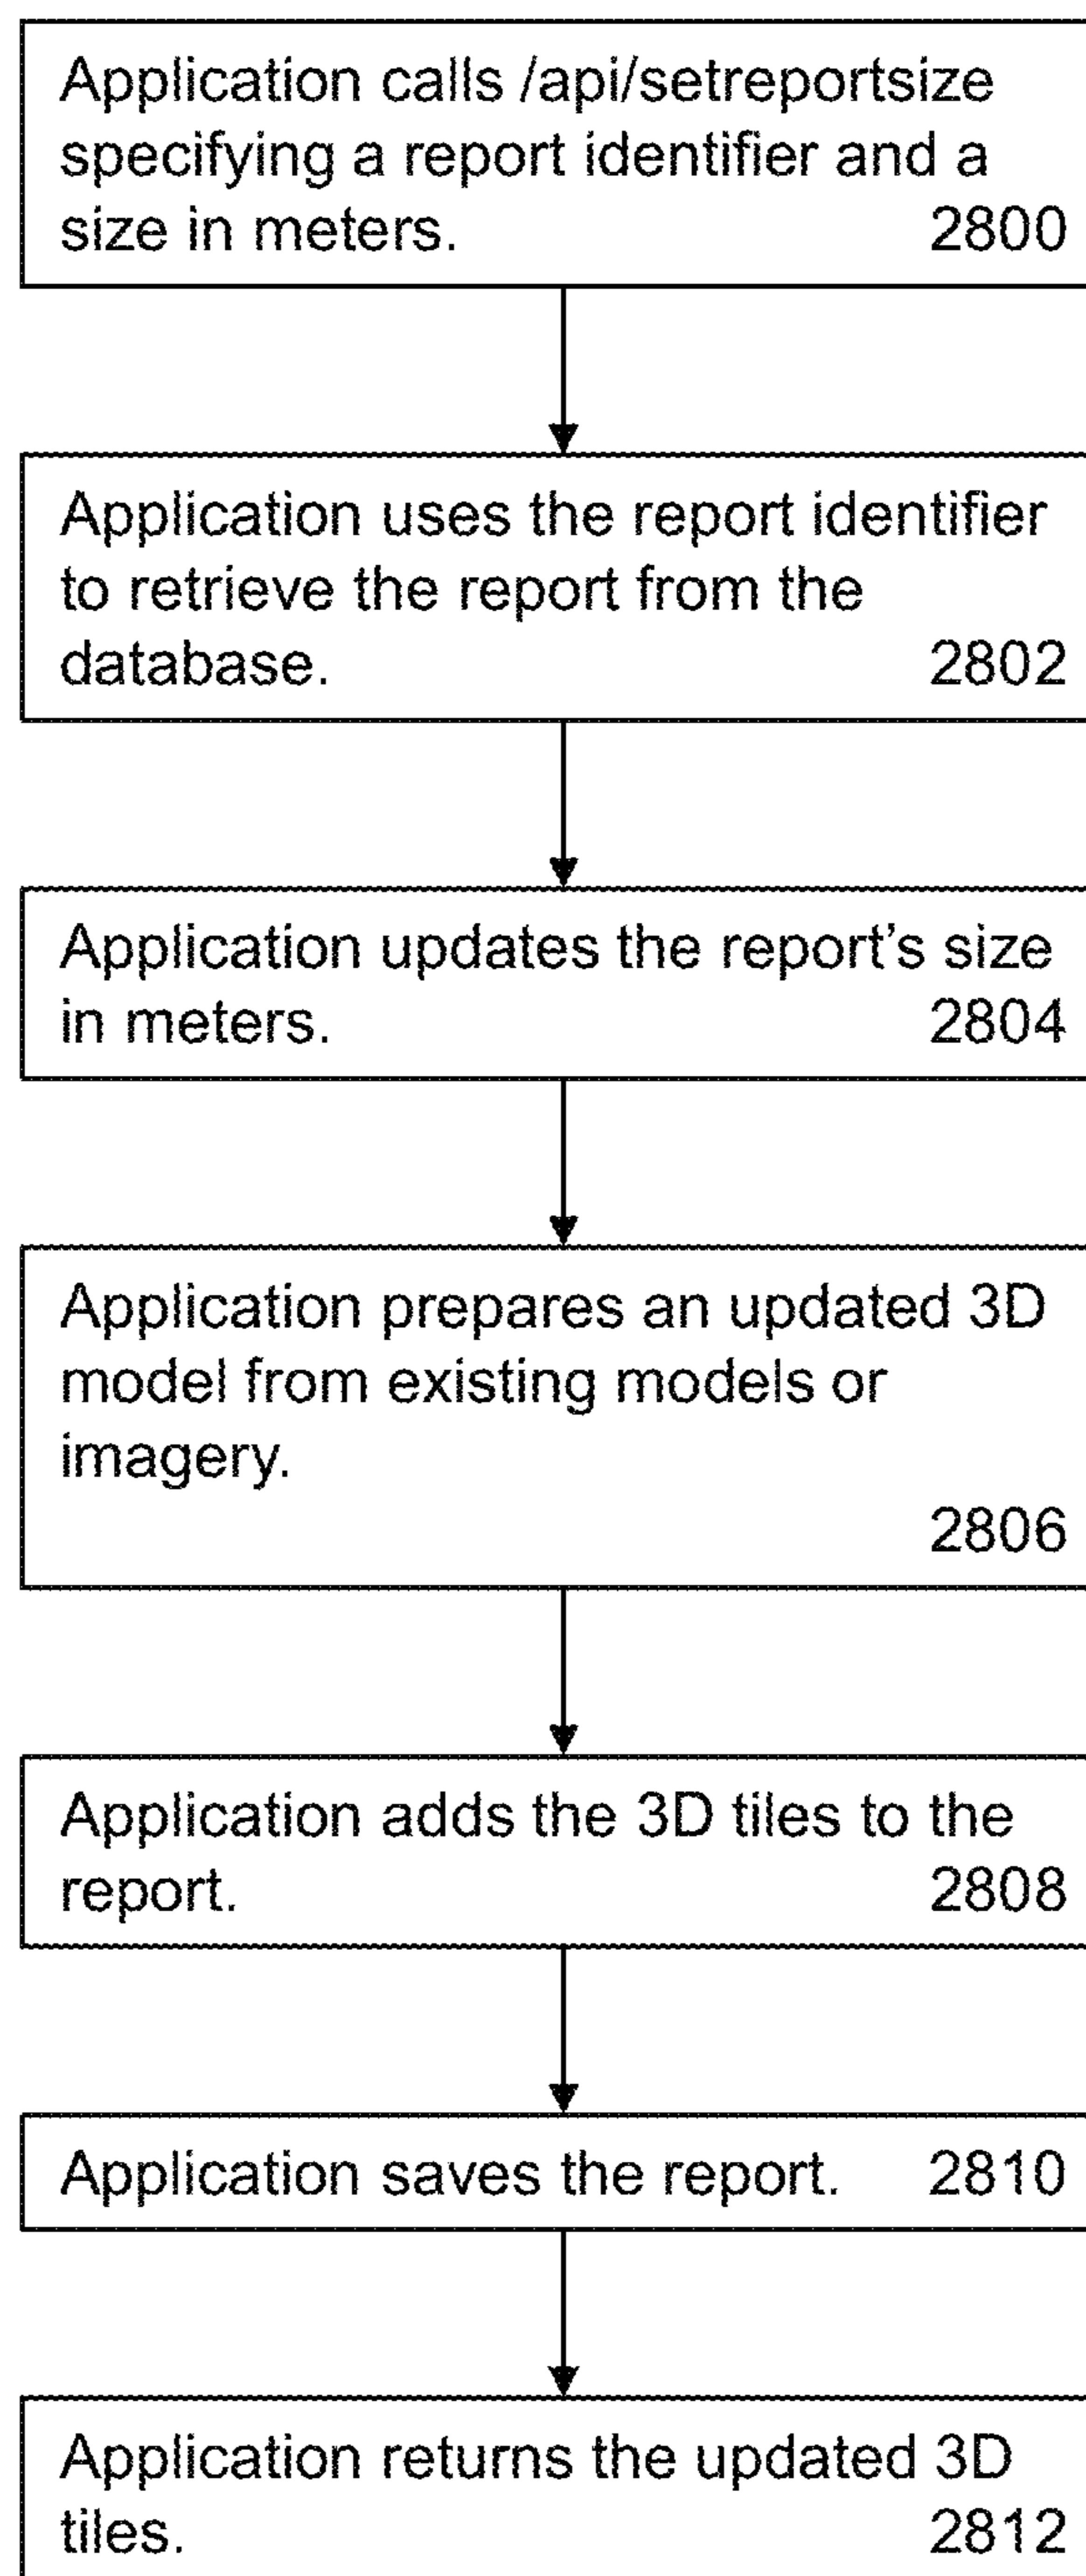 Application calls /api/setreportsize
specifying a report identifier and a
size in meters. 2800
Application uses the report identifier
to retrieve the report from the
database. 2802
Application updates the report’s size
in meters. 2804
Application prepares an updated 3D
model from existing models or
imagery.
2806
Application adds the 3D tiles to the
report. 2808
Application saves the report. 2810
Application returns the updated 3D
tiles. 2812